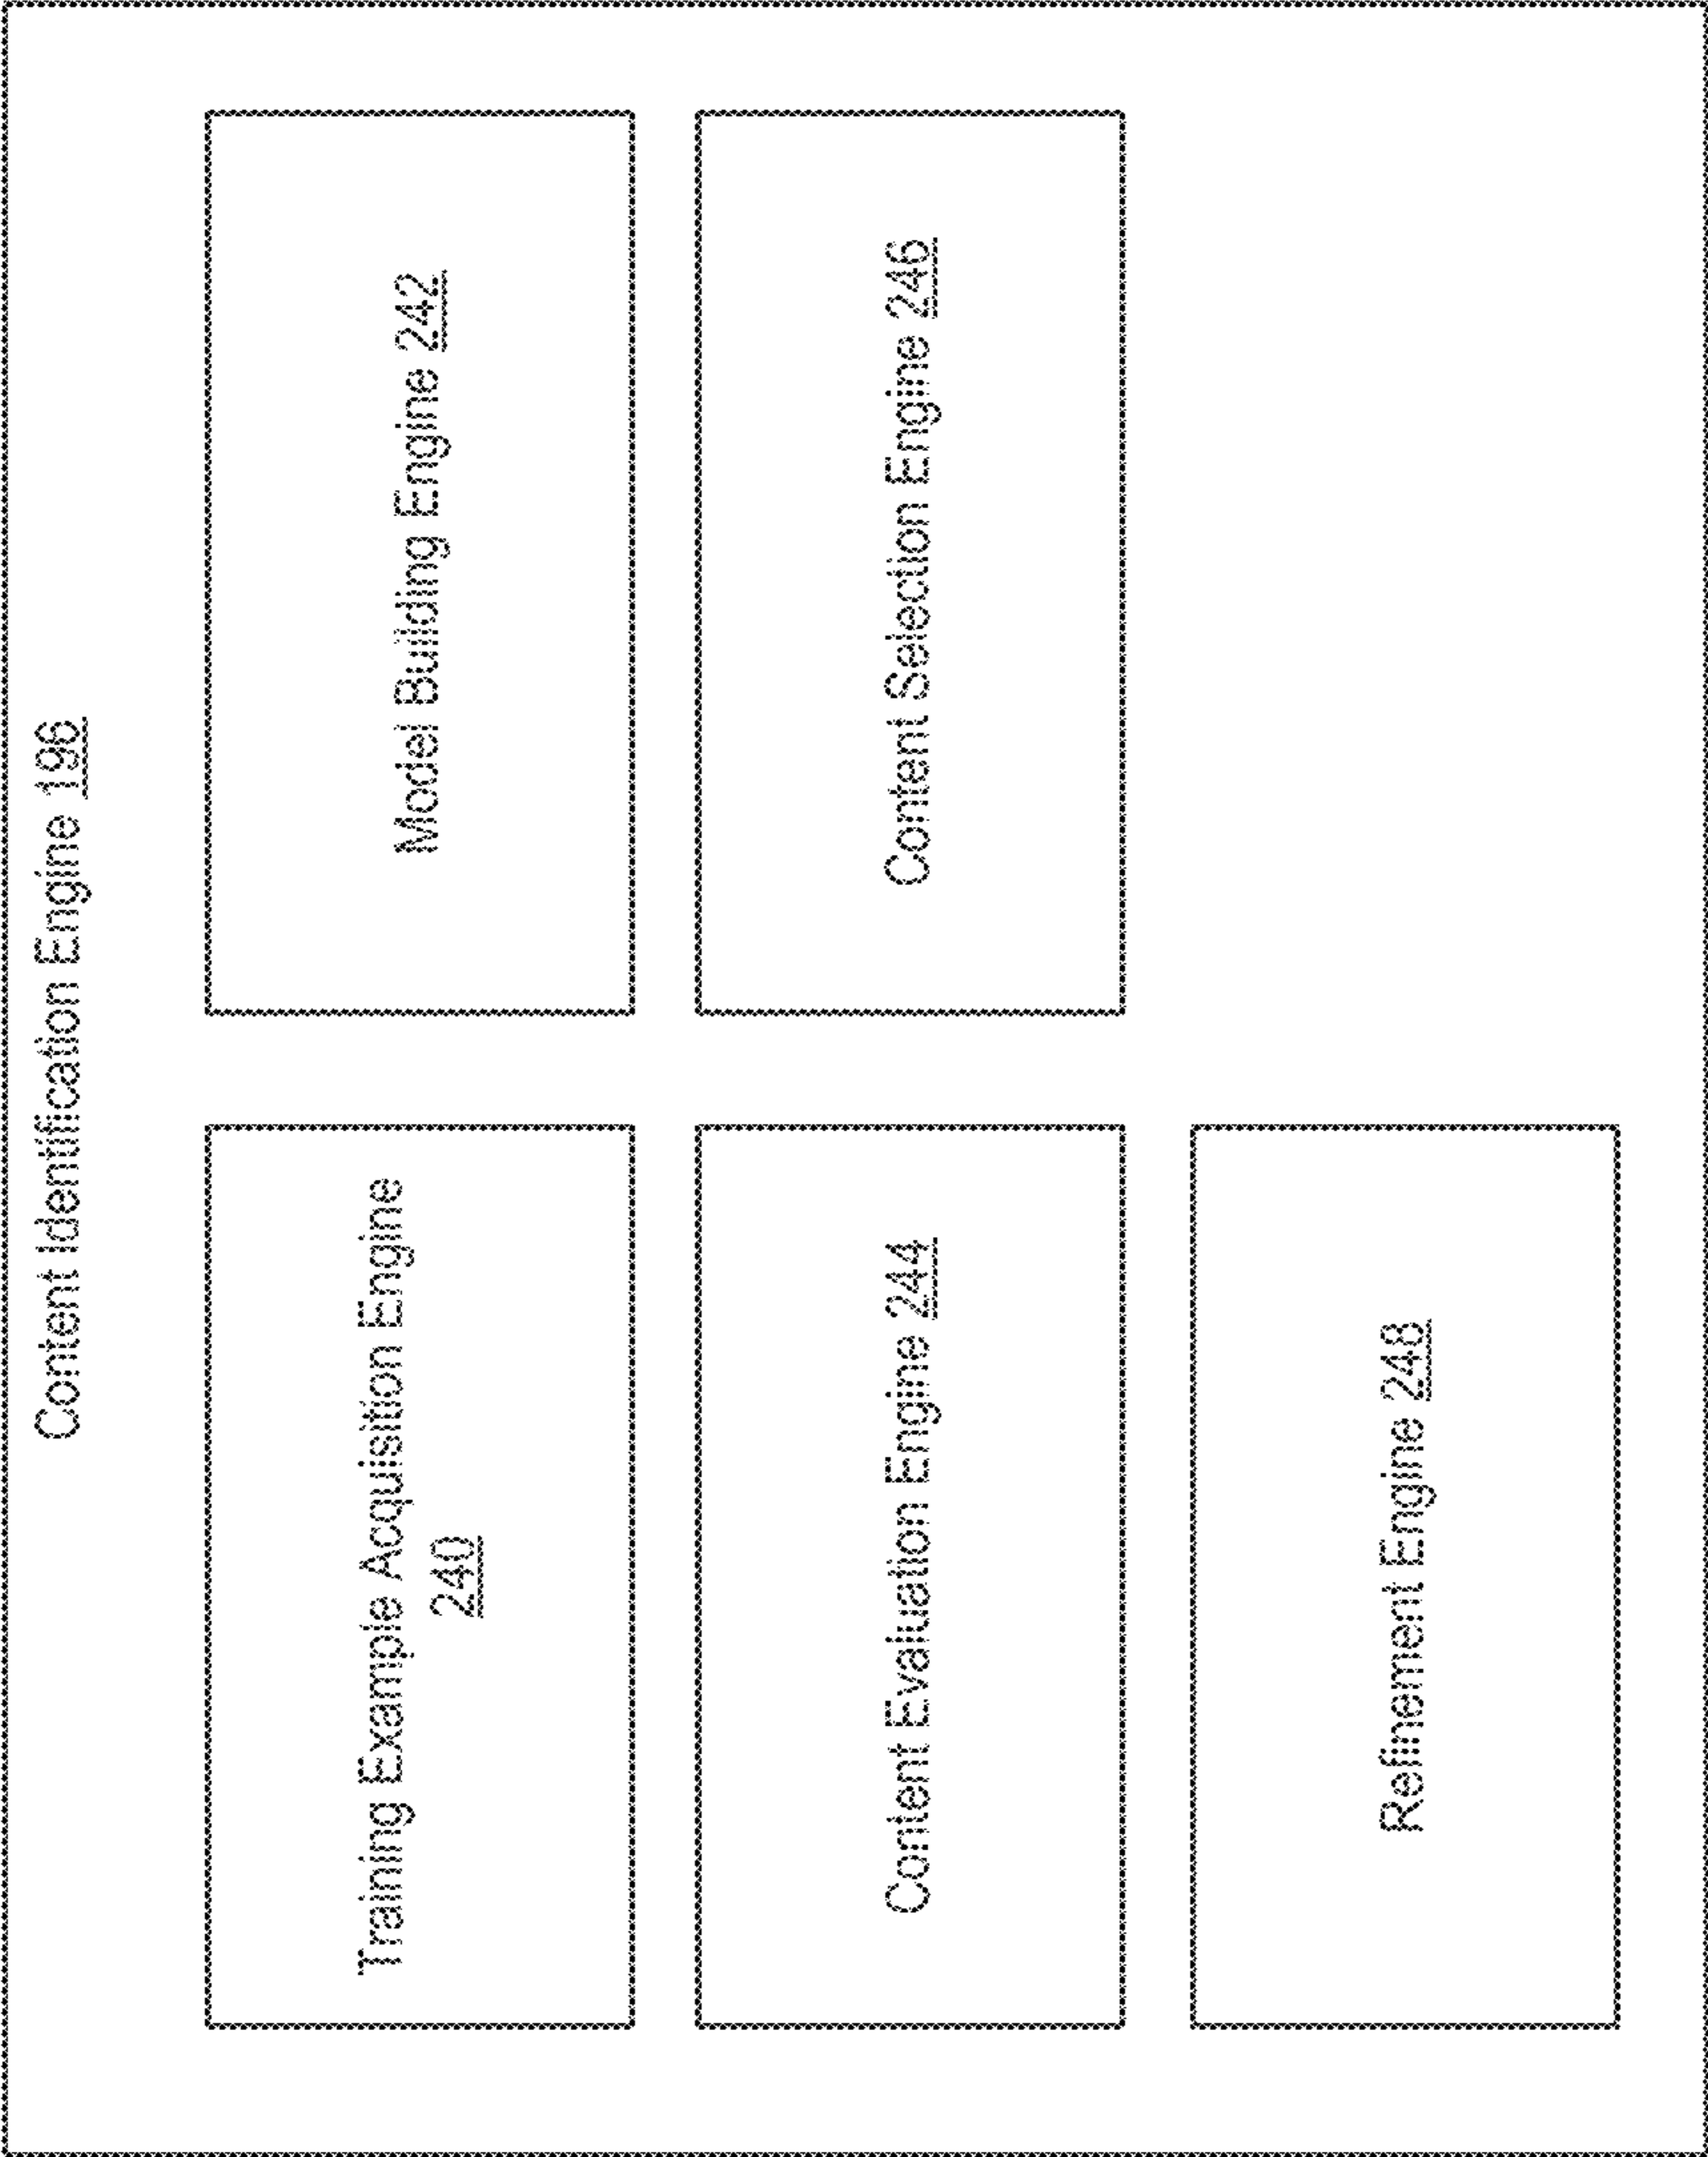 Content Identification Engine 196
Training Example Acquisition Engine
240
Model Building Engine 242
Content Evaluation Engine 244
Content Selection Engine 246
Refinement Engine 248